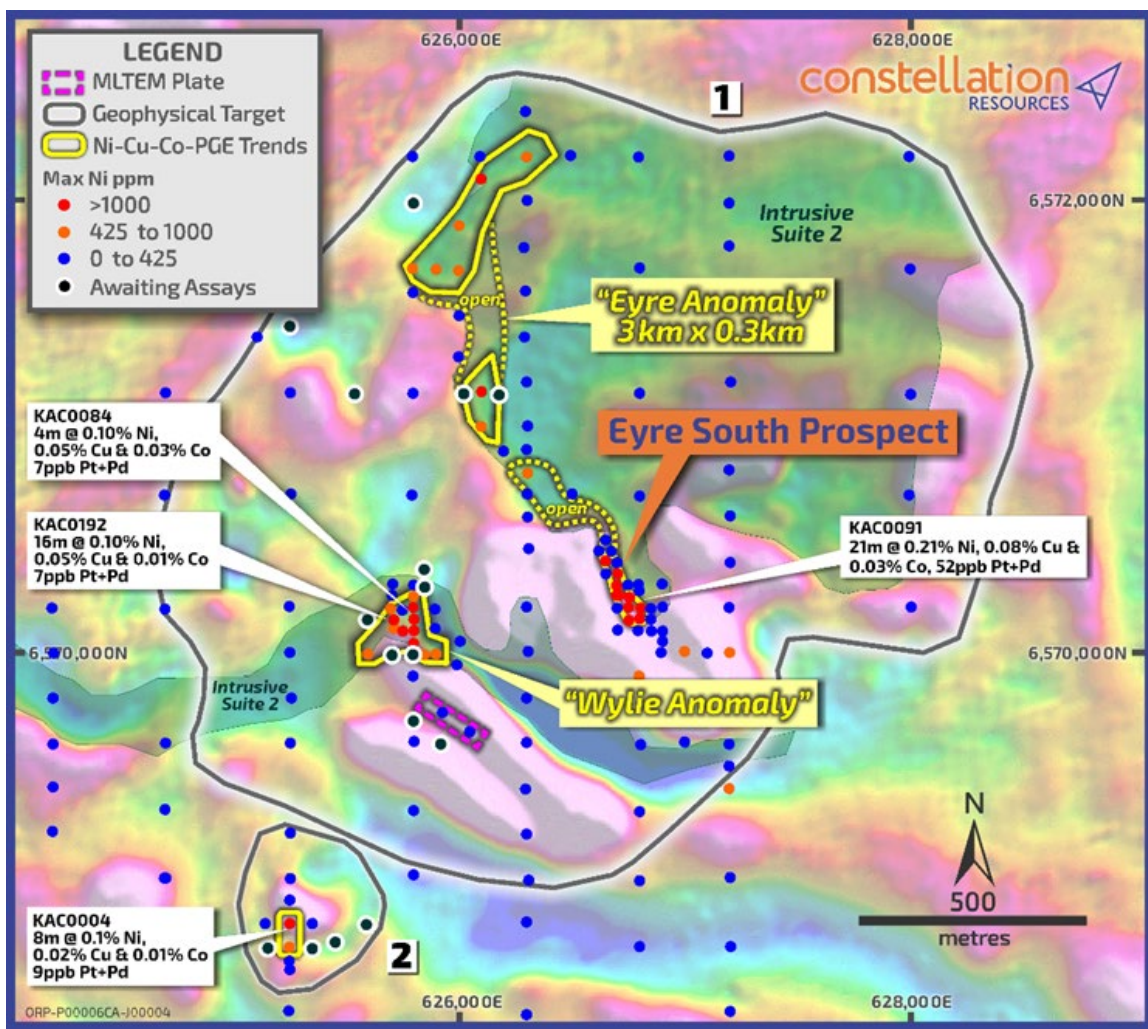 626,000E
628,000E
LEGEND
MLTEM Plate
Geophysical Target
Ni-Cu-Co-PGE Trends
Max Ni ppm
>1000
425 to 1000
0 to 425
Awaiting Assays
constellation
RESOURCES
1
6,572,000N
Intrusive
Suite 2
open
"Eyre Anomaly"
3km x 0.3km
KAC0084
4m @ 0.10% Ni,
0.05% Cu & 0.03% Co
7ppb Pt+Pd
Eyre South Prospect
open
KAC0192
16m @ 0.10% Ni,
0.05% Cu & 0.01% Co
7ppb Pt+Pd
KAC0091
21m @ 0.21% Ni, 0.08% Cu &
0.03% Co, 52ppb Pt+Pd
6,570,000N
6,570,000N
Intrusive
Suite 2
"Wylie Anomaly"
N
500
metres
KAC0004
8m @ 0.1% Ni,
0.02% Cu & 0.01% Co
9ppb Pt+Pd
2
626,000E
628,000E
ORP-P00006CA-J00004